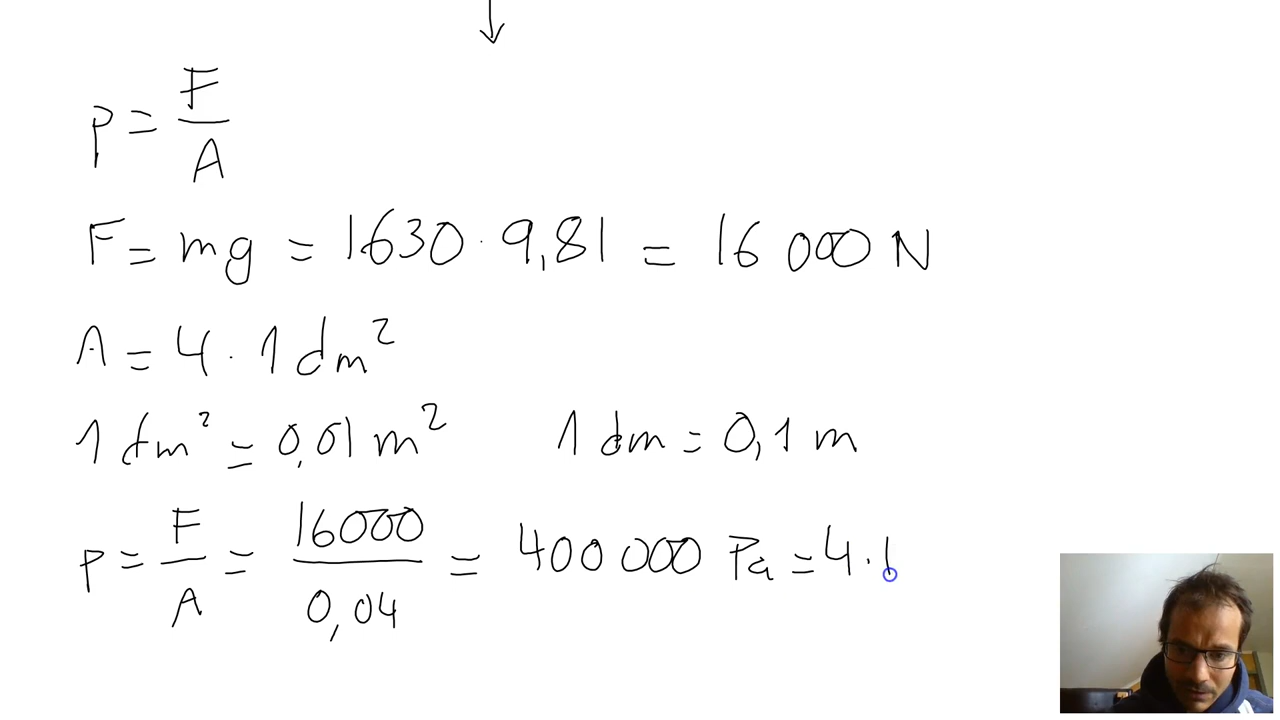 p = F/A
F = mg = 1630 · 9,81 = 16 000 N
A = 4 · 1 dm²
1 dm² = 0,01 m² 1 dm = 0,1 m
p = F/A = 16000/0,04 = 400 000 Pa = 4 · 1